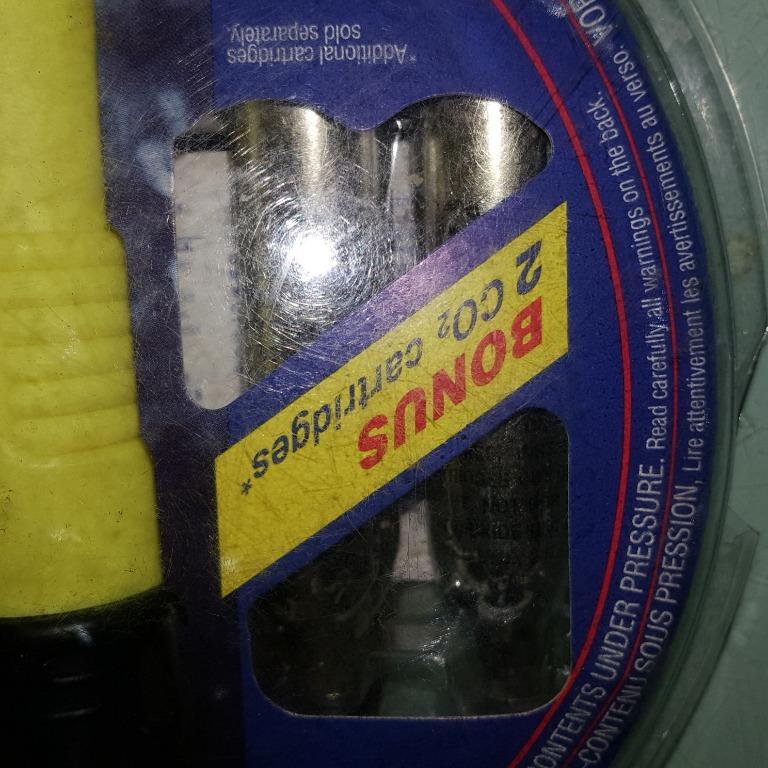 *Additional cartridges
sold separately.
BONUS
2 CO₂ cartridges*
CONTENTS UNDER PRESSURE. Read carefully all warnings on the back.
CONTENU SOUS PRESSION, Lire attentivement les avertissements au verso.